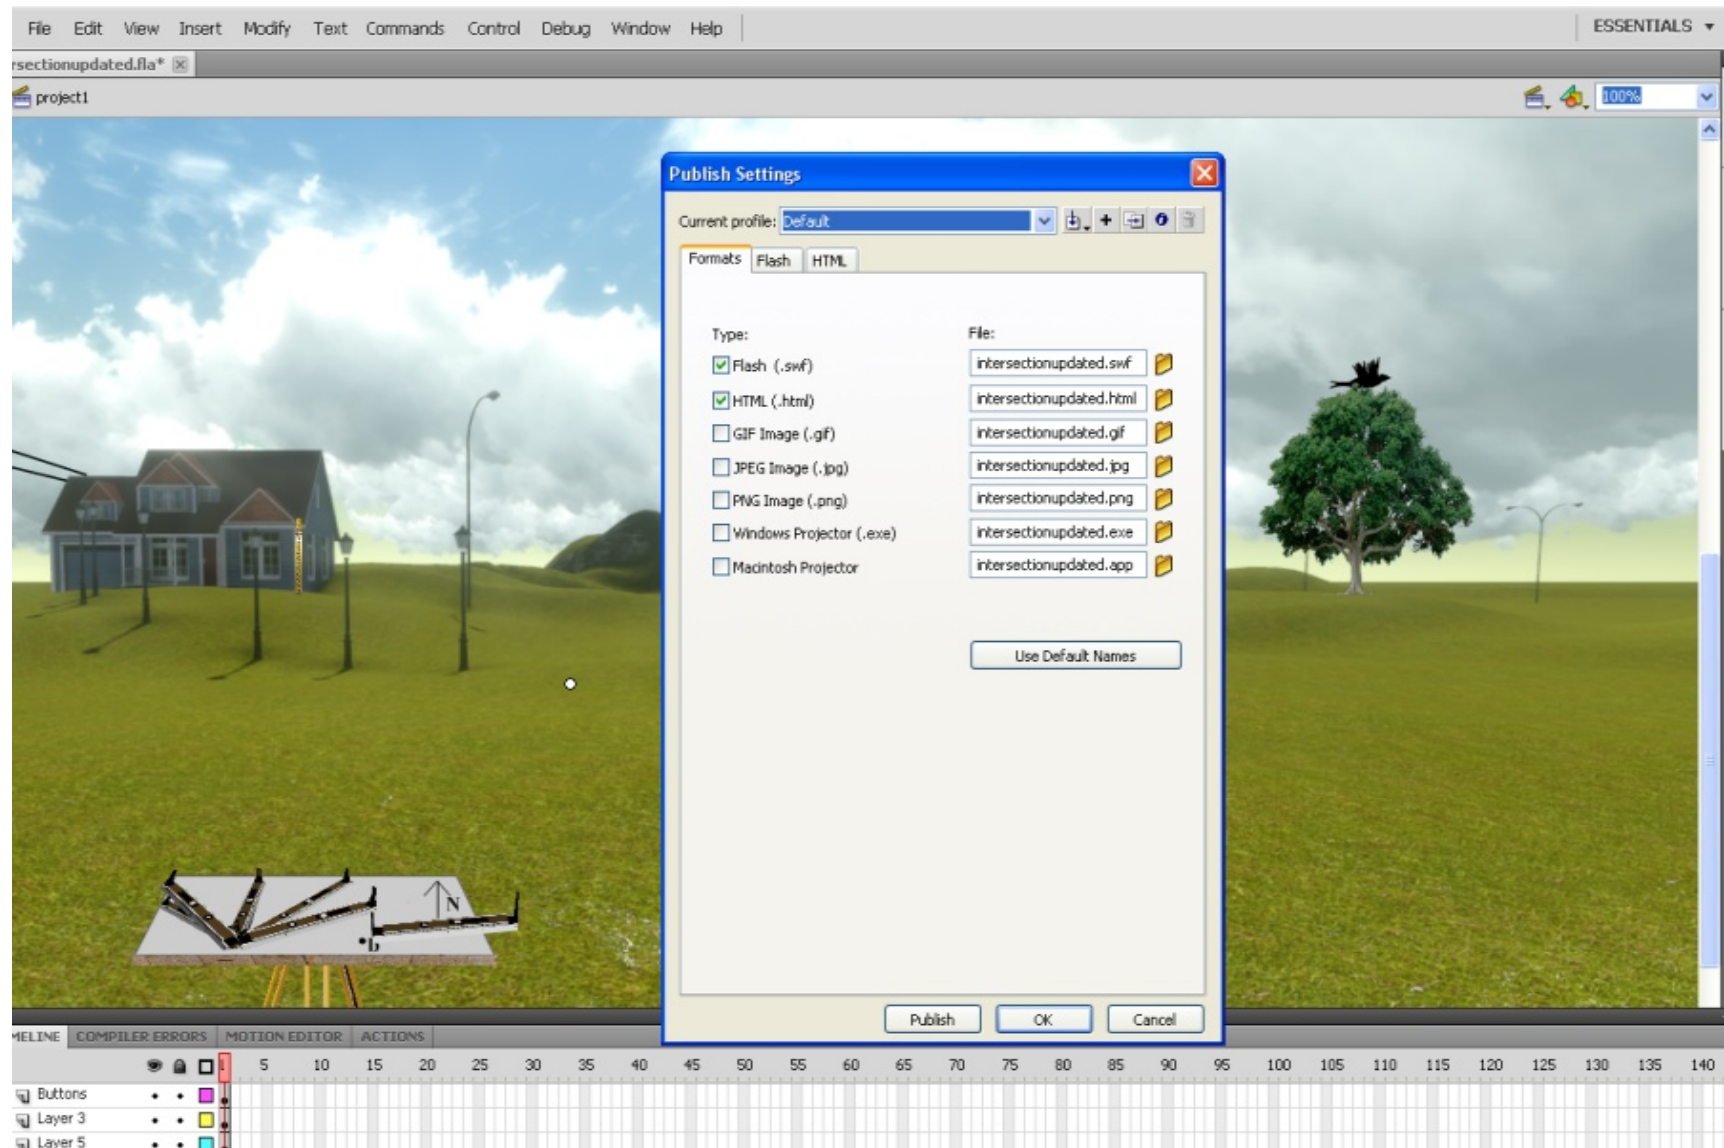 File Edit View Insert Modify Text Commands Control Debug Window Help ESSENTIALS
rsectionupdated.fla*
project1 100%
Publish Settings
Current profile: Default
Formats Flash HTML
Type: File:
Flash (.swf) intersectionupdated.swf
HTML (.html) intersectionupdated.html
GIF Image (.gif) intersectionupdated.gif
JPEG Image (.jpg) intersectionupdated.jpg
PNG Image (.png) intersectionupdated.png
Windows Projector (.exe) intersectionupdated.exe
Macintosh Projector intersectionupdated.app
Use Default Names
N
b
Publish OK Cancel
MELINE COMPILER ERRORS MOTION EDITOR ACTIONS
1 5 10 15 20 25 30 35 40 45 50 55 60 65 70 75 80 85 90 95 100 105 110 115 120 125 130 135 140
Buttons
Layer 3
Layer 5